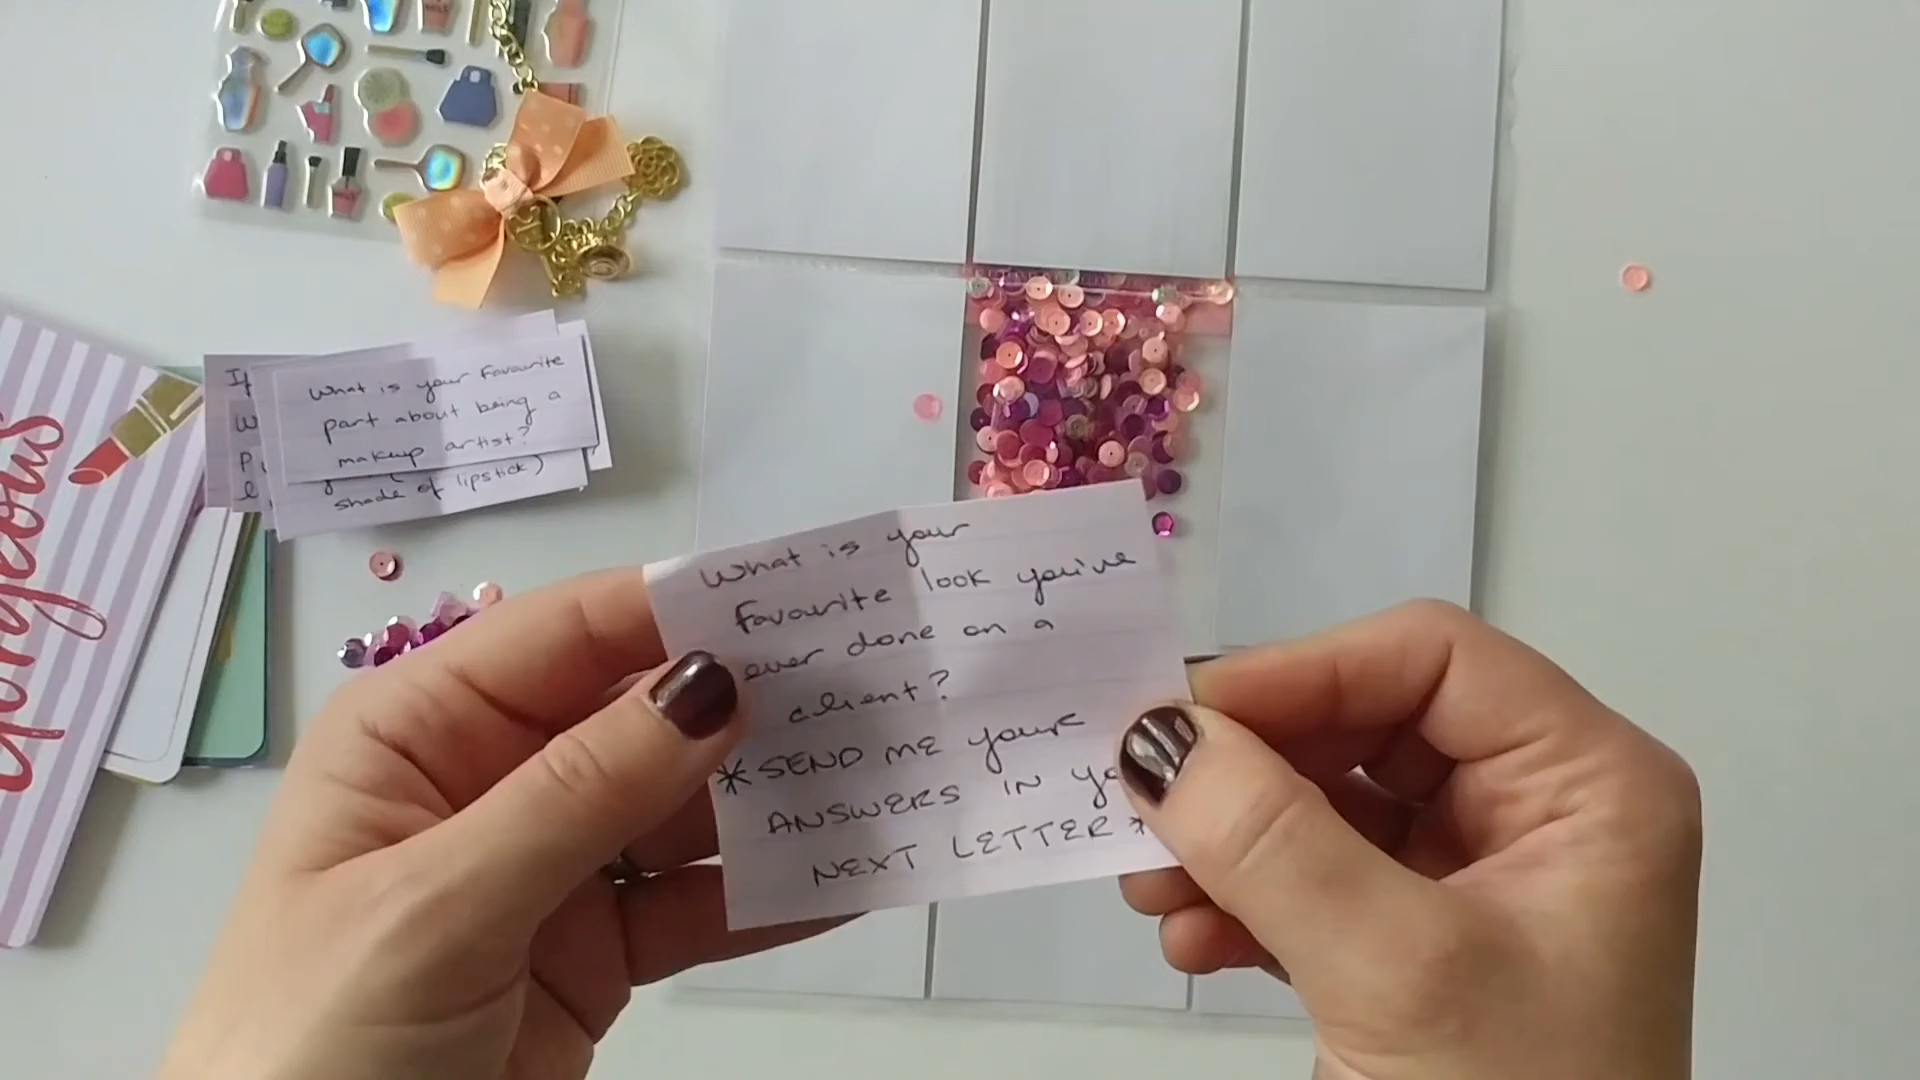 Gorgeous
If
W
P
l
What is your favourite
part about being a
makeup artist?
shade of lipstick)
What is your
favourite look you've
ever done on a
client?
*SEND ME your
ANSWERS IN yo
NEXT LETTER *